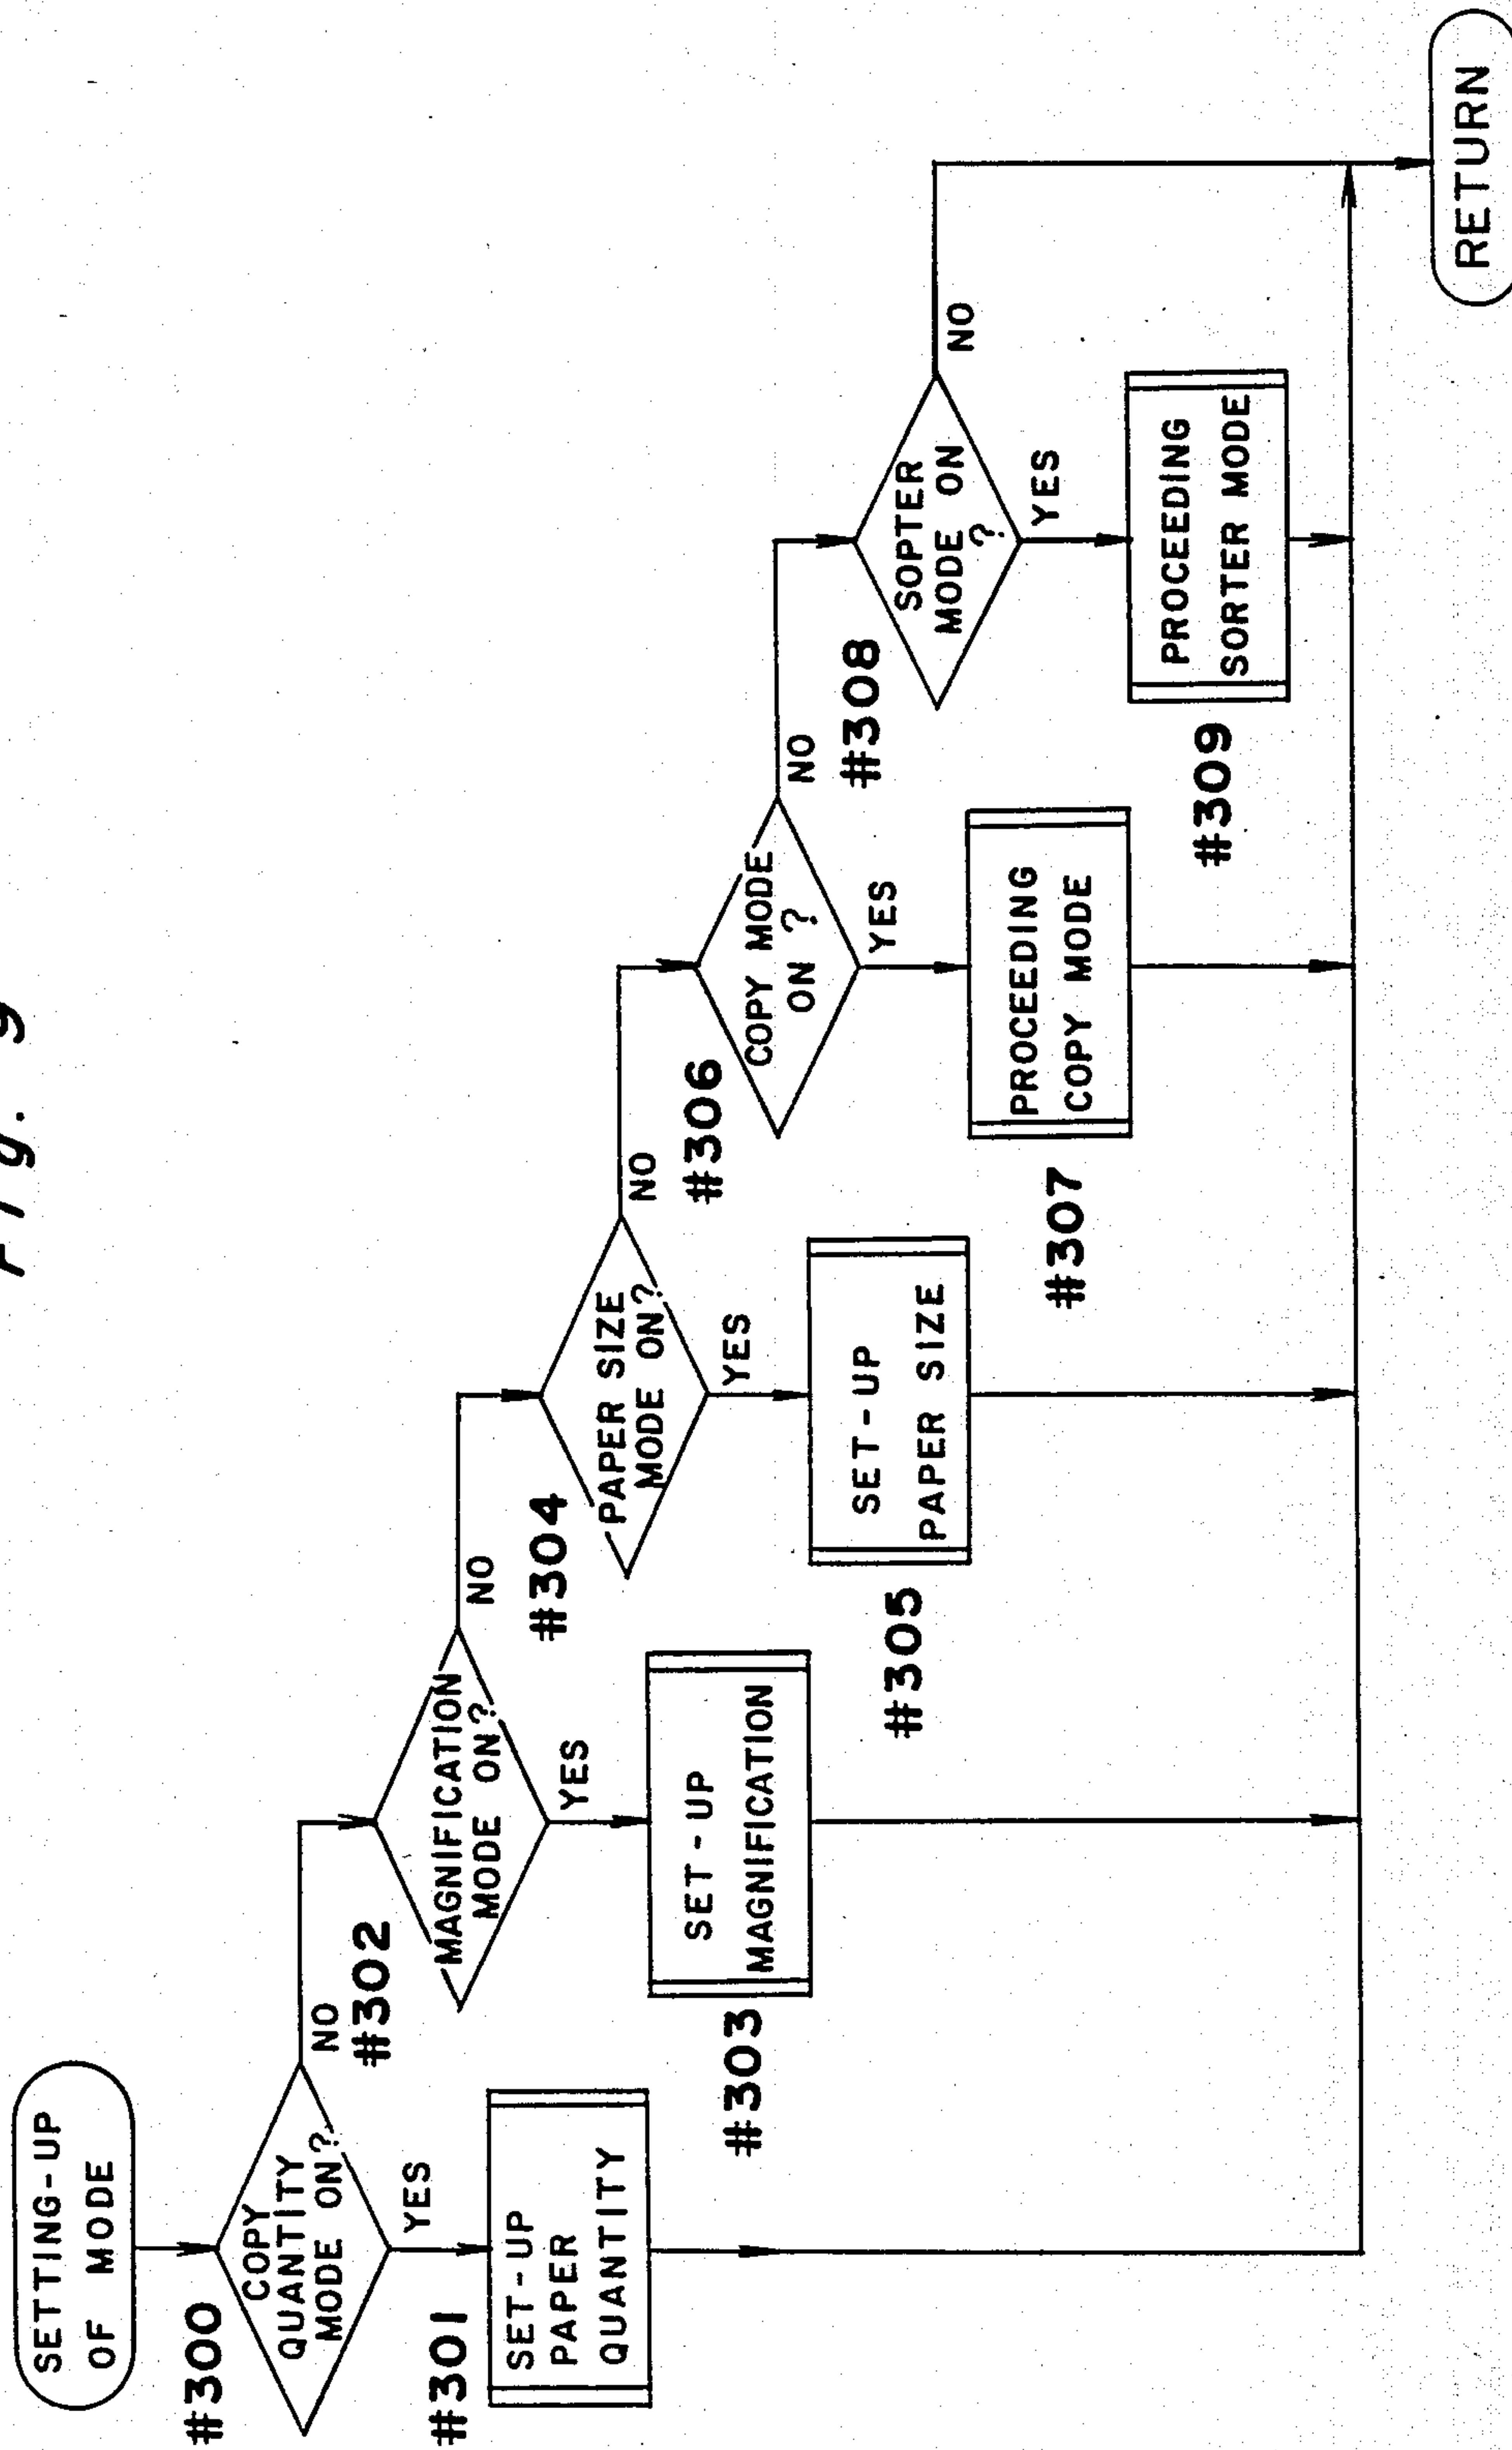 Fig. 9
SETTING-UP
OF MODE
#300
COPY
QUANTITY
MODE ON?
NO
YES
#301
SET-UP
PAPER
QUANTITY
#302
MAGNIFICATION
MODE ON?
NO
YES
#303
SET-UP
MAGNIFICATION
#304
PAPER SIZE
MODE ON?
NO
YES
#305
SET-UP
PAPER SIZE
#306
COPY MODE
ON ?
NO
YES
#307
PROCEEDING
COPY MODE
#308
SOPTER
MODE ON
?
NO
YES
#309
PROCEEDING
SORTER MODE
RETURN